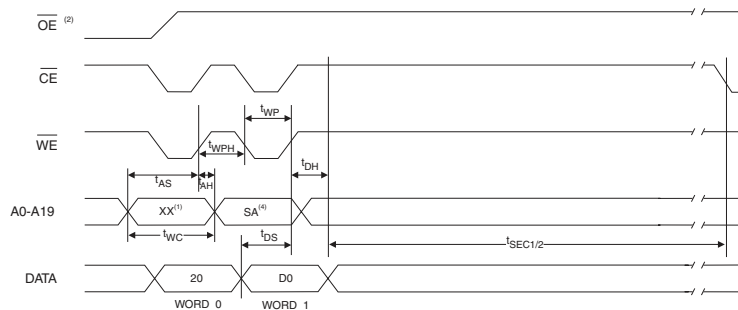 OE (2)
CE
tWP
WE
tWPH
tDH
tAS
tAH
A0-A19
XX(1)
SA(4)
tWC
tDS
tSEC1/2
DATA
20
D0
WORD 0
WORD 1